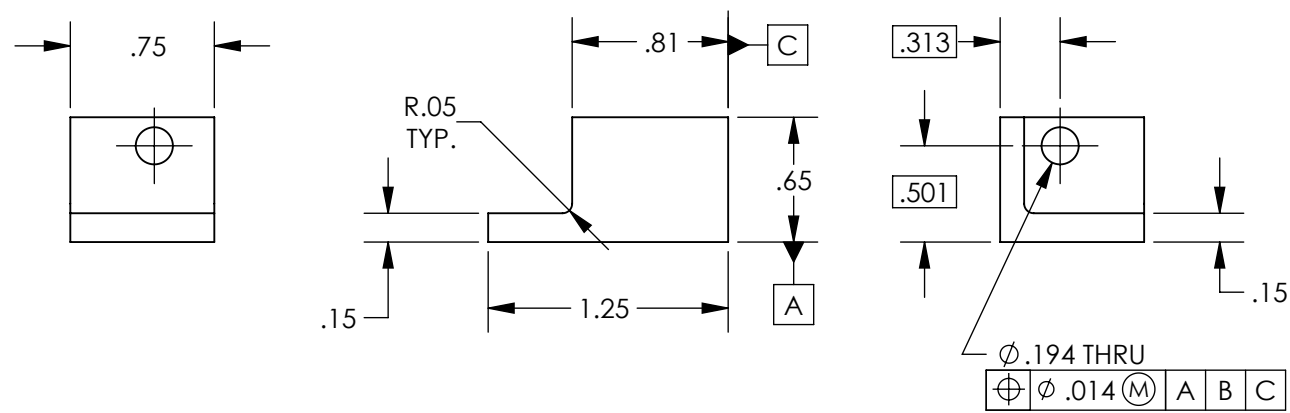 .75
.81
C
.313
R.05
TYP.
.65
.501
.15
1.25
A
.15
⌀.194 THRU
⌖ ⌀ .014 Ⓜ A B C